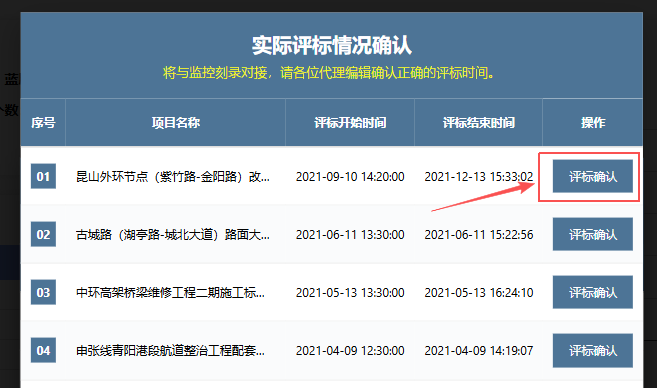 实际评标情况确认
将与监控刻录对接，请各位代理编辑确认正确的评标时间。
序号 项目名称 评标开始时间 评标结束时间 操作
01 昆山外环节点（紫竹路-金阳路）改... 2021-09-10 14:20:00 2021-12-13 15:33:02 评标确认
02 古城路（湖亭路-城北大道）路面大... 2021-06-11 13:30:00 2021-06-11 15:22:56 评标确认
03 中环高架桥梁维修工程二期施工标... 2021-05-13 13:30:00 2021-05-13 16:24:10 评标确认
04 申张线青阳港段航道整治工程配套... 2021-04-09 12:30:00 2021-04-09 14:19:07 评标确认